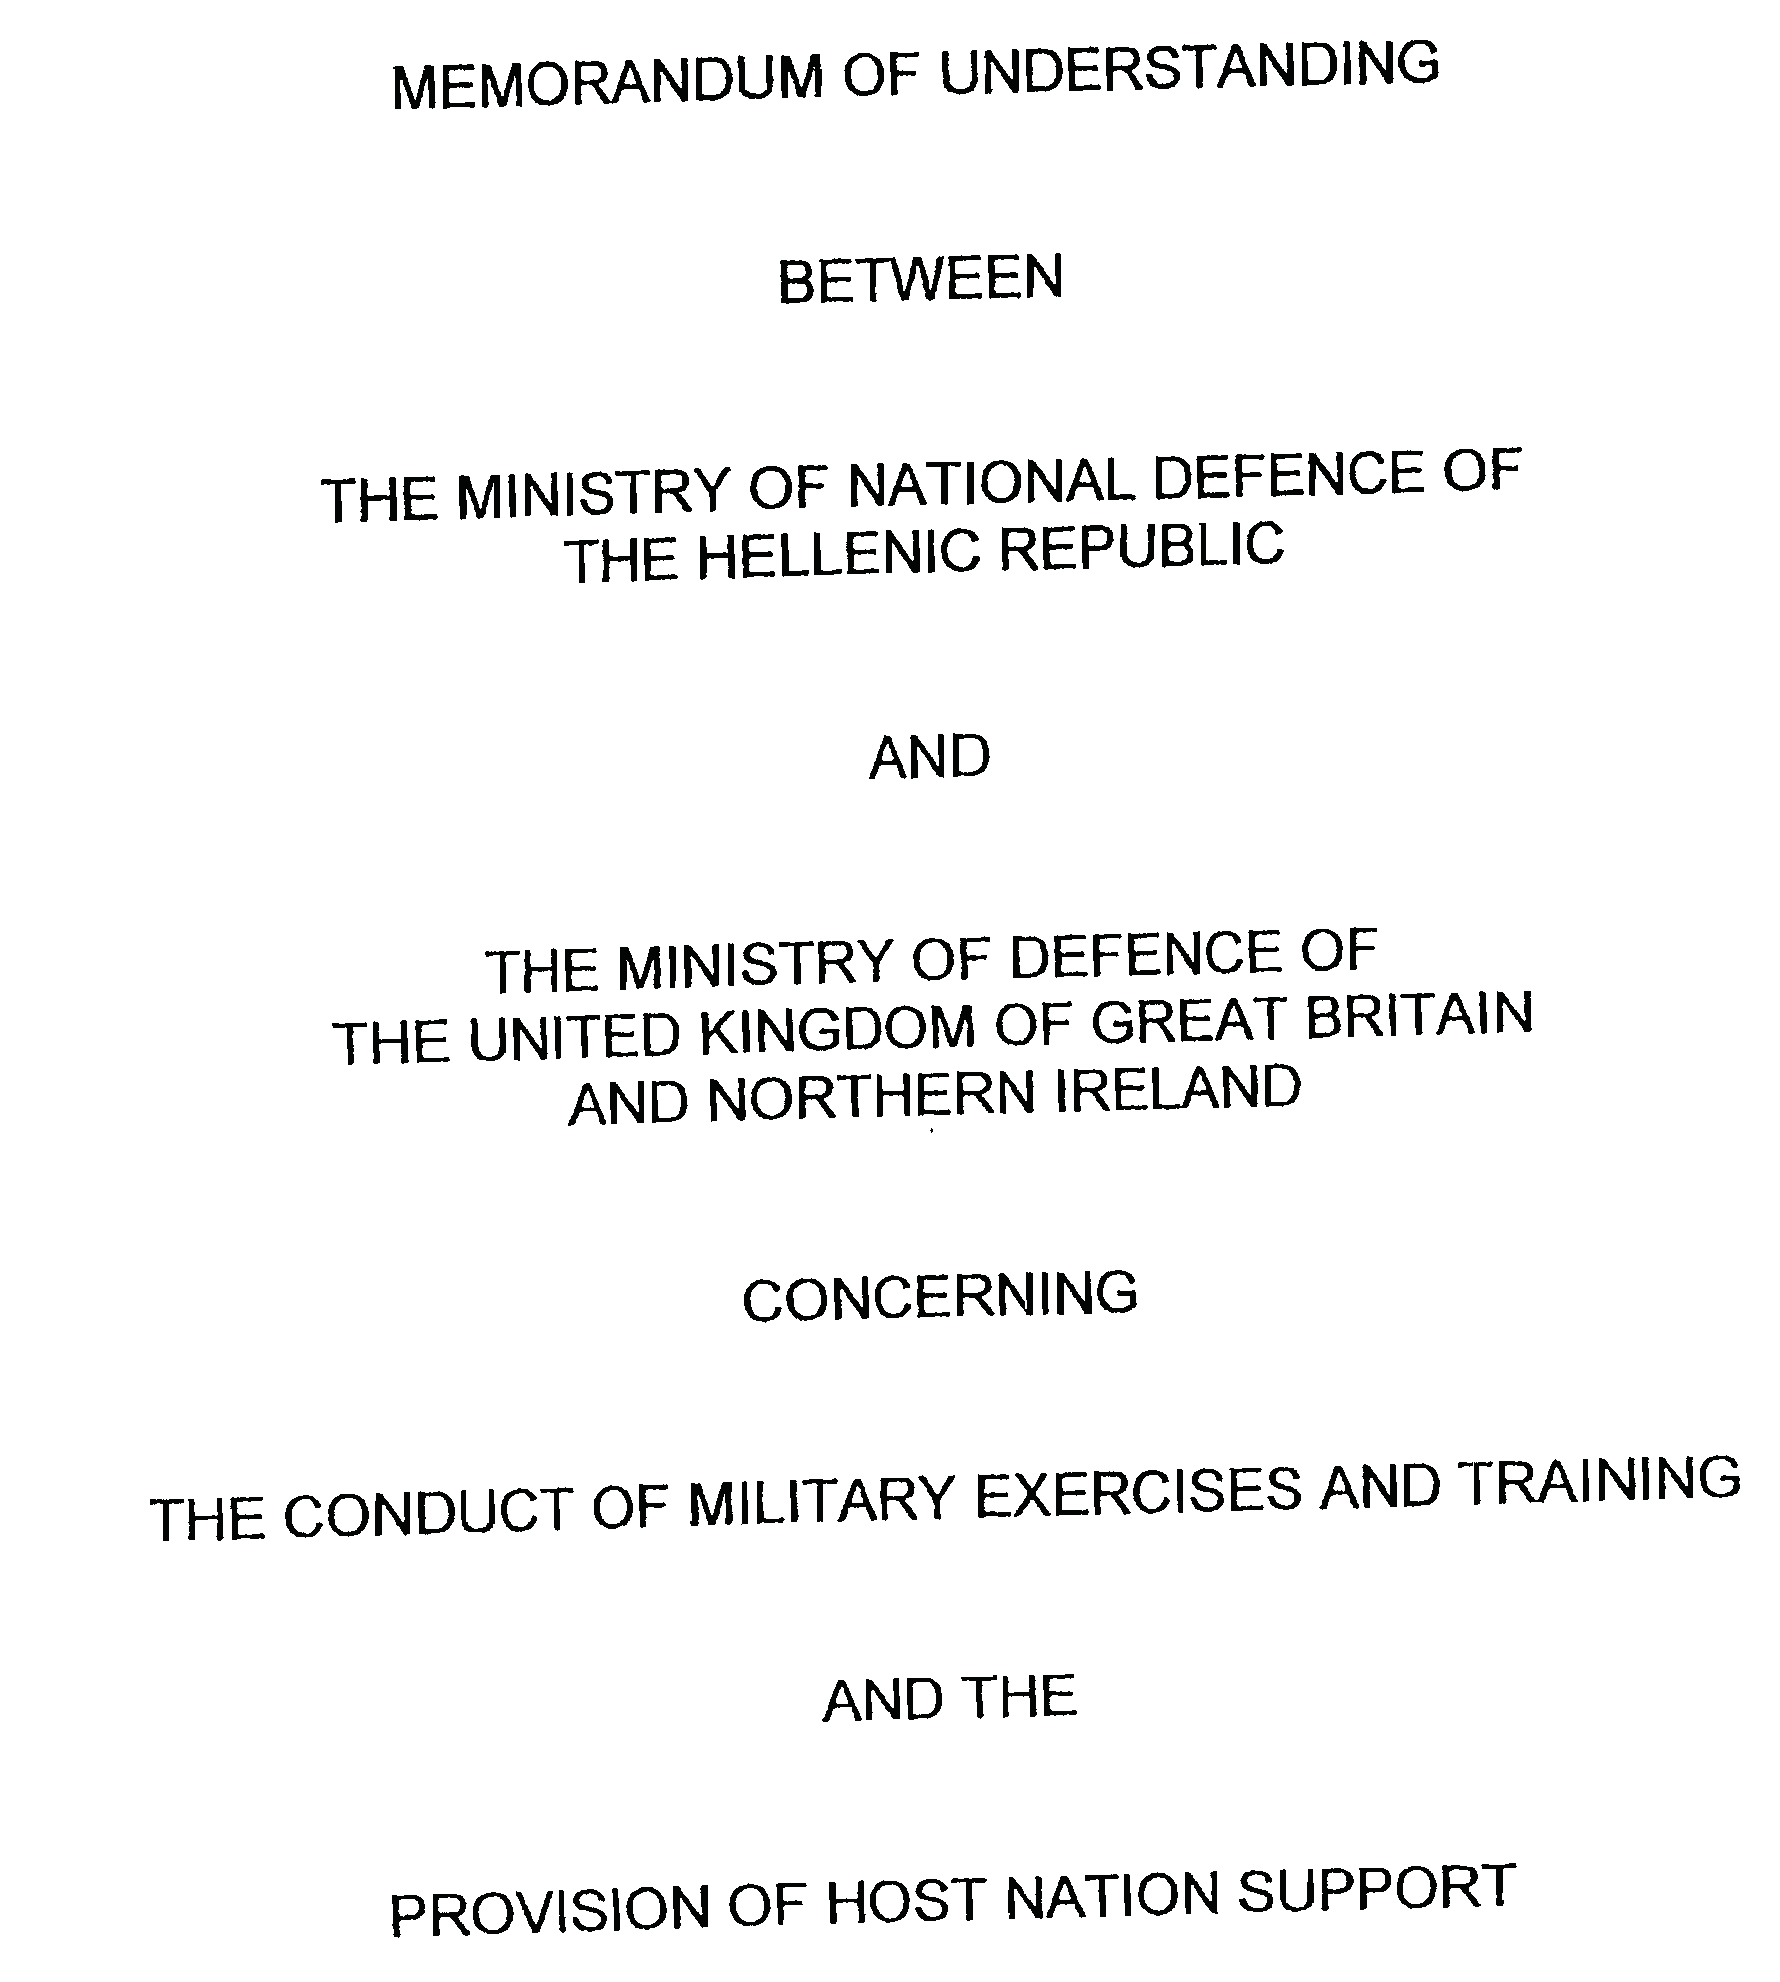 MEMORANDUM OF UNDERSTANDING
BETWEEN
THE MINISTRY OF NATIONAL DEFENCE OF
THE HELLENIC REPUBLIC
AND
THE MINISTRY OF DEFENCE OF
THE UNITED KINGDOM OF GREAT BRITAIN
AND NORTHERN IRELAND
CONCERNING
THE CONDUCT OF MILITARY EXERCISES AND TRAINING
AND THE
PROVISION OF HOST NATION SUPPORT